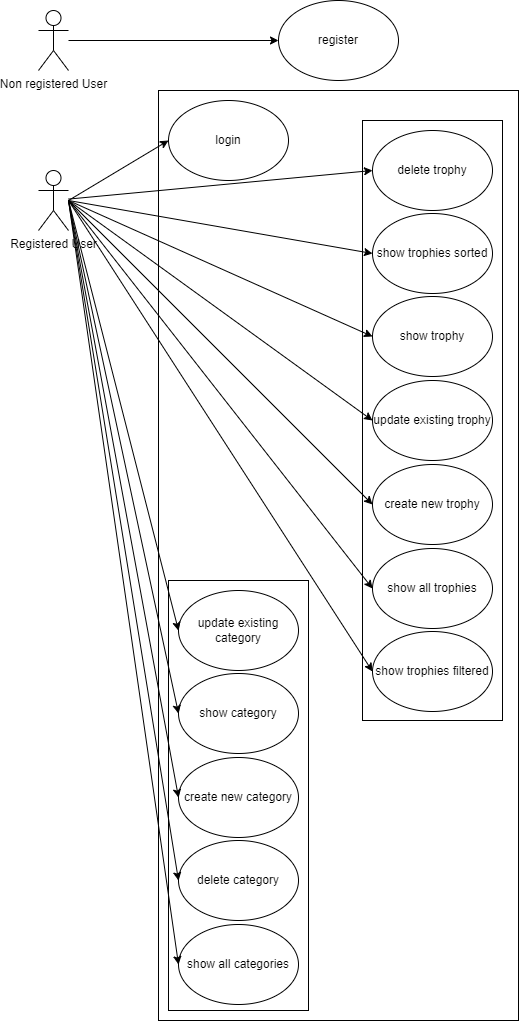 register
Non registered User
login
Registered User
delete trophy
show trophies sorted
show trophy
update existing trophy
create new trophy
show all trophies
show trophies filtered
update existing
category
show category
create new category
delete category
show all categories